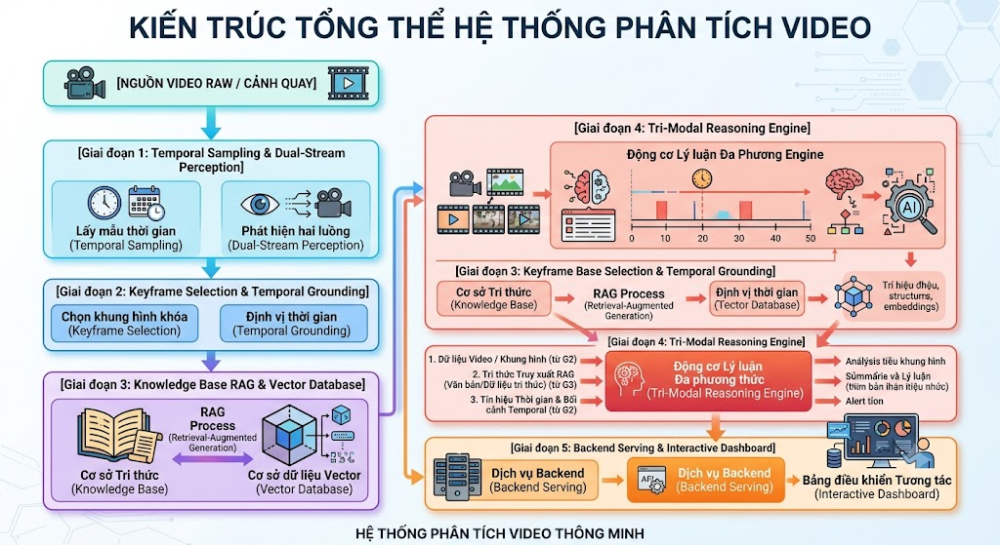 KIẾN TRÚC TỔNG THỂ HỆ THỐNG PHÂN TÍCH VIDEO
[NGUỒN VIDEO RAW / CẢNH QUAY]
[Giai đoạn 1: Temporal Sampling & Dual-Stream
Perception]
Lấy mẫu thời gian
(Temporal Sampling)
Phát hiện hai luồng
(Dual-Stream Perception)
[Giai đoạn 2: Keyframe Selection & Temporal Grounding]
Chọn khung hình khóa
(Keyframe Selection)
Định vị thời gian
(Temporal Grounding)
[Giai đoạn 3: Knowledge Base RAG & Vector Database]
RAG
Process
(Retrieval-Augmented
Generation)
Cơ sở Tri thức
(Knowledge Base)
Cơ sở dữ liệu Vector
(Vector Database)
[Giai đoạn 4: Tri-Modal Reasoning Engine]
Động cơ Lý luận Đa Phương Engine
0 10 20 30 40 50
AI
[Giai đoạn 3: Keyframe Base Selection & Temporal Grounding]
Cơ sở Tri thức
(Knowledge Base)
RAG Process
(Retrieval-Augmented
Generation)
Định vị thời gian
(Tector Database)
structures,
embeddings)
[Giai đoạn 4: Tri-Modal Reasoning Engine]
1. Dữ liệu Video / Khung hình (từ G2)
2. Tri thức Truy xuất RAG
(Văn bản/Dữ liệu tri thức) (từ G3)
3. Tín hiệu Thời gian & Bối
cảnh Temporal (từ G2)
Động cơ Lý luận
Đa phương thức
(Tri-Modal Reasoning Engine)
Análysis tiêu khung hình
Sümmárie và Lý luận
Alert tion
[Giai đoạn 5: Backend Serving & Interactive Dashboard]
Dịch vụ Backend
(Backend Serving)
Dịch vụ Backend
(Backend Serving)
Bảng điều khiển Tương tác
(Interactive Dashboard)
HỆ THỐNG PHÂN TÍCH VIDEO THÔNG MINH